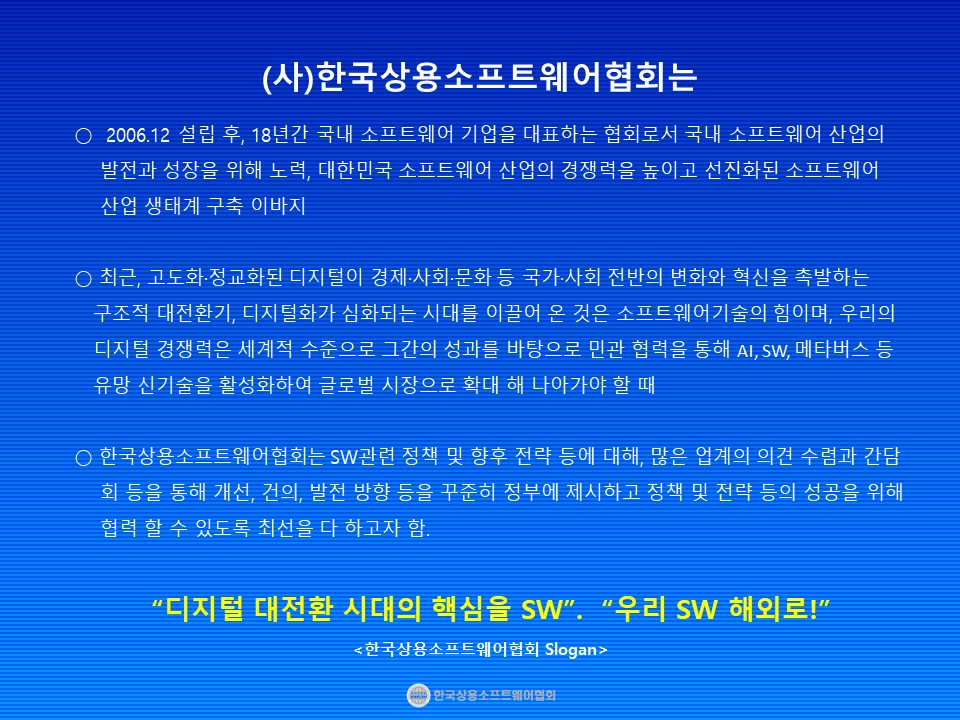 (사)한국상용소프트웨어협회는
○ 2006.12 설립 후, 18년간 국내 소프트웨어 기업을 대표하는 협회로서 국내 소프트웨어 산업의
발전과 성장을 위해 노력, 대한민국 소프트웨어 산업의 경쟁력을 높이고 선진화된 소프트웨어
산업 생태계 구축 이바지
○ 최근, 고도화·정교화된 디지털이 경제·사회·문화 등 국가·사회 전반의 변화와 혁신을 촉발하는
구조적 대전환기, 디지털화가 심화되는 시대를 이끌어 온 것은 소프트웨어기술의 힘이며, 우리의
디지털 경쟁력은 세계적 수준으로 그간의 성과를 바탕으로 민관 협력을 통해 AI, SW, 메타버스 등
유망 신기술을 활성화하여 글로벌 시장으로 확대 해 나아가야 할 때
○ 한국상용소프트웨어협회는 SW관련 정책 및 향후 전략 등에 대해, 많은 업계의 의견 수렴과 간담
회 등을 통해 개선, 건의, 발전 방향 등을 꾸준히 정부에 제시하고 정책 및 전략 등의 성공을 위해
협력 할 수 있도록 최선을 다 하고자 함.
“디지털 대전환 시대의 핵심을 SW”. “우리 SW 해외로!”
<한국상용소프트웨어협회 Slogan>
한국상용소프트웨어협회